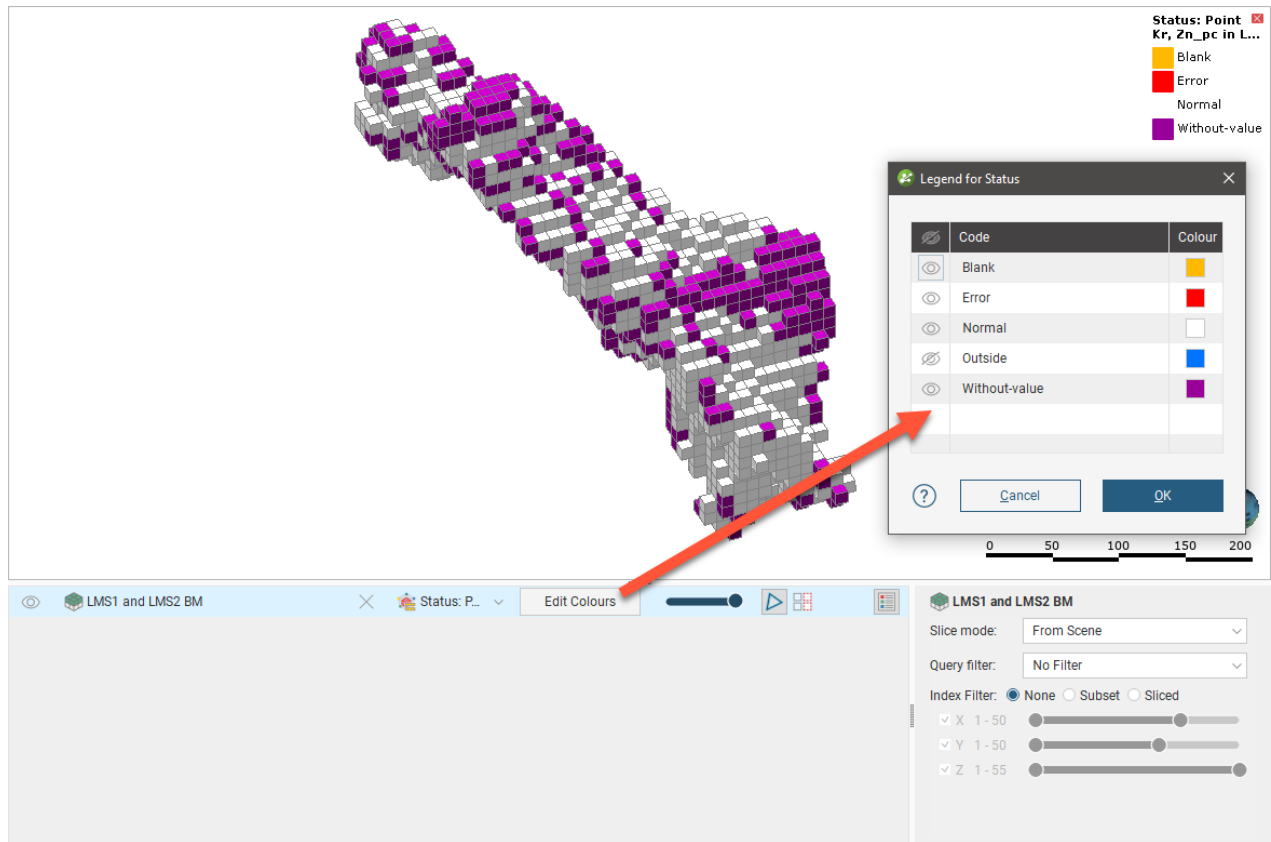 Status: Point
Kr, Zn_pc in L...
Blank
Error
Normal
Without-value
Legend for Status
Code Colour
Blank
Error
Normal
Outside
Without-value
? Cancel OK
0 50 100 150 200
LMS1 and LMS2 BM Status: P... Edit Colours
LMS1 and LMS2 BM
Slice mode: From Scene
Query filter: No Filter
Index Filter: None Subset Sliced
X 1 - 50
Y 1 - 50
Z 1 - 55